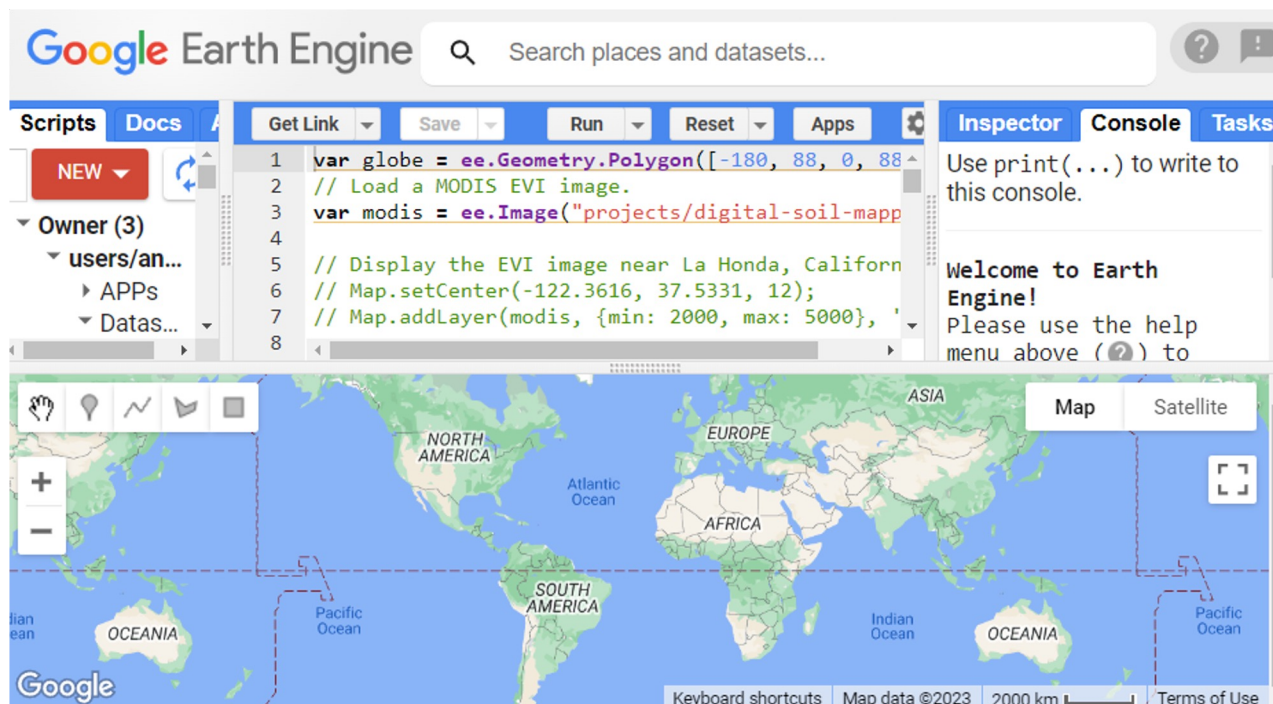 Google Earth Engine
Search places and datasets...
Scripts
Docs
Get Link
Save
Run
Reset
Apps
Inspector
Console
Tasks
NEW
Owner (3)
users/an...
APPs
Datas...
1 var globe = ee.Geometry.Polygon([-180, 88, 0, 88
2 // Load a MODIS EVI image.
3 var modis = ee.Image("projects/digital-soil-mapp
4
5 // Display the EVI image near La Honda, Californ
6 // Map.setCenter(-122.3616, 37.5331, 12);
7 // Map.addLayer(modis, {min: 2000, max: 5000}, '
8
Use print(...) to write to
this console.
Welcome to Earth
Engine!
Please use the help
menu above (?) to
Map
Satellite
ASIA
NORTH
AMERICA
EUROPE
Atlantic
Ocean
AFRICA
SOUTH
AMERICA
Pacific
Ocean
Indian
Ocean
OCEANIA
dian
ean
OCEANIA
Pacific
Ocean
Google
Keyboard shortcuts
Map data ©2023
2000 km
Terms of Use